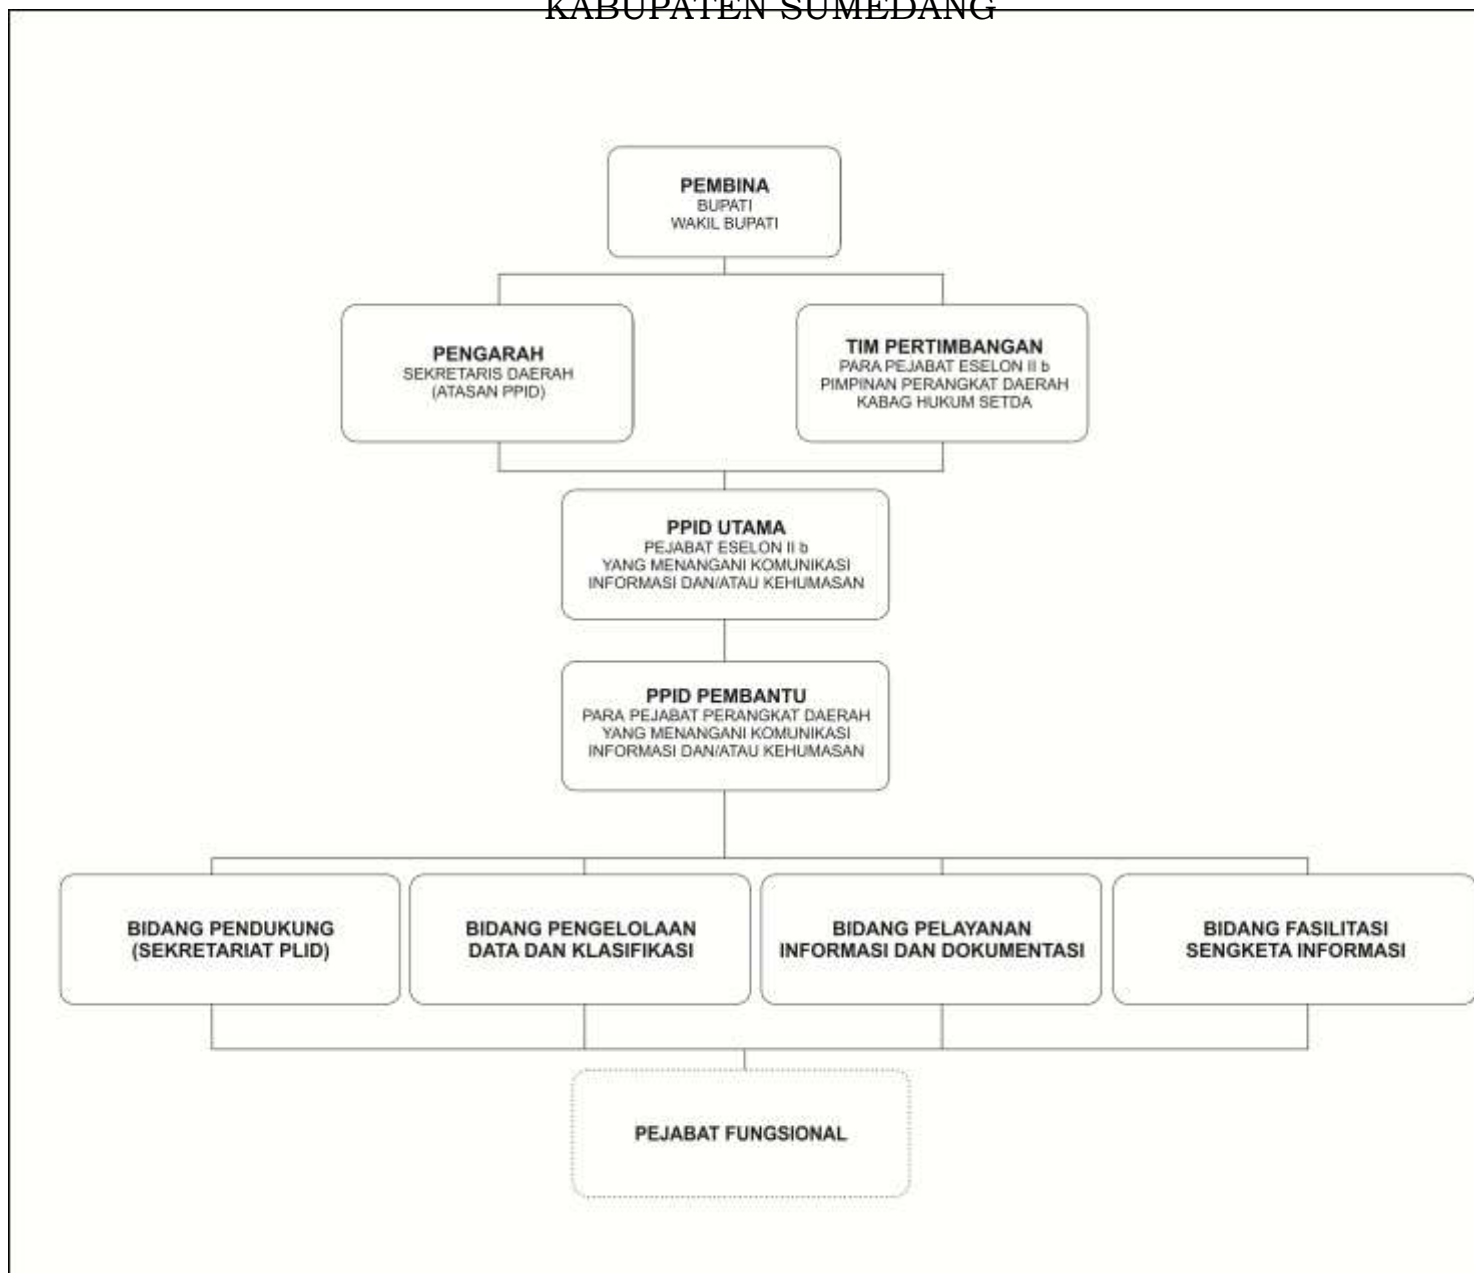 KABUPATEN SUMEDANG
PEMBINA
BUPATI
WAKIL BUPATI
PENGARAH
SEKRETARIS DAERAH
(ATASAN PPID)
TIM PERTIMBANGAN
PARA PEJABAT ESELON II b
PIMPINAN PERANGKAT DAERAH
KABAG HUKUM SETDA
PPID UTAMA
PEJABAT ESELON II b
YANG MENANGANI KOMUNIKASI
INFORMASI DAN/ATAU KEHUMASAN
PPID PEMBANTU
PARA PEJABAT PERANGKAT DAERAH
YANG MENANGANI KOMUNIKASI
INFORMASI DAN/ATAU KEHUMASAN
BIDANG PENDUKUNG
(SEKRETARIAT PLID)
BIDANG PENGELOLAAN
DATA DAN KLASIFIKASI
BIDANG PELAYANAN
INFORMASI DAN DOKUMENTASI
BIDANG FASILITASI
SENGKETA INFORMASI
PEJABAT FUNGSIONAL